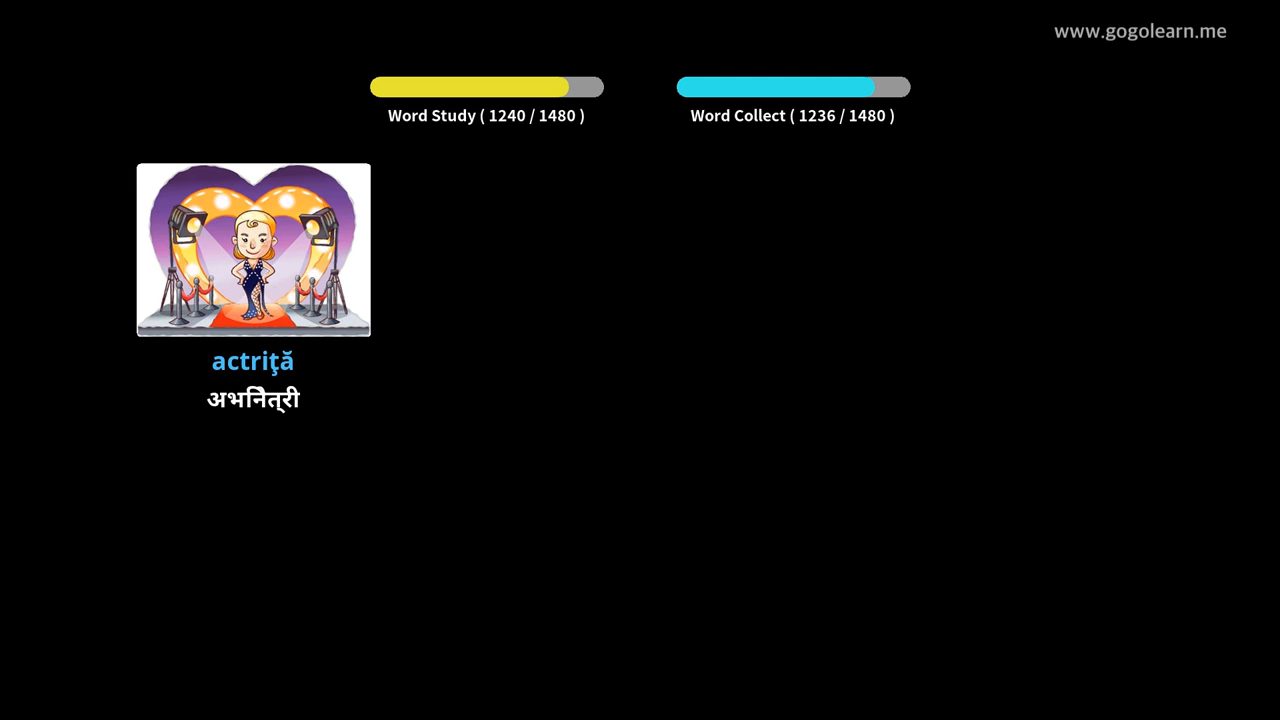 www.gogolearn.me
Word Study ( 1240 / 1480 )
Word Collect ( 1236 / 1480 )
actriţă
अभिनेत्री